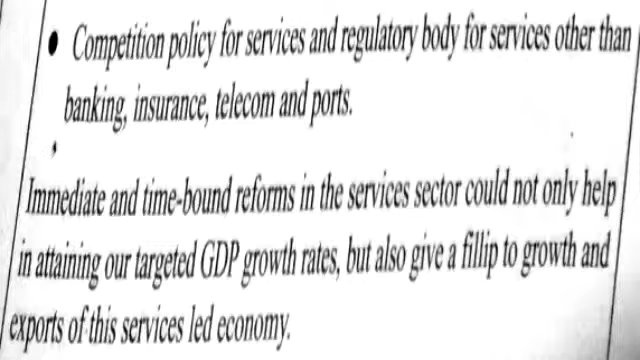 • Competition policy for services and regulatory body for services other than
banking, insurance, telecom and ports.
Immediate and time-bound reforms in the services sector could not only help
in attaining our targeted GDP growth rates, but also give a fillip to growth and
exports of this services led economy.